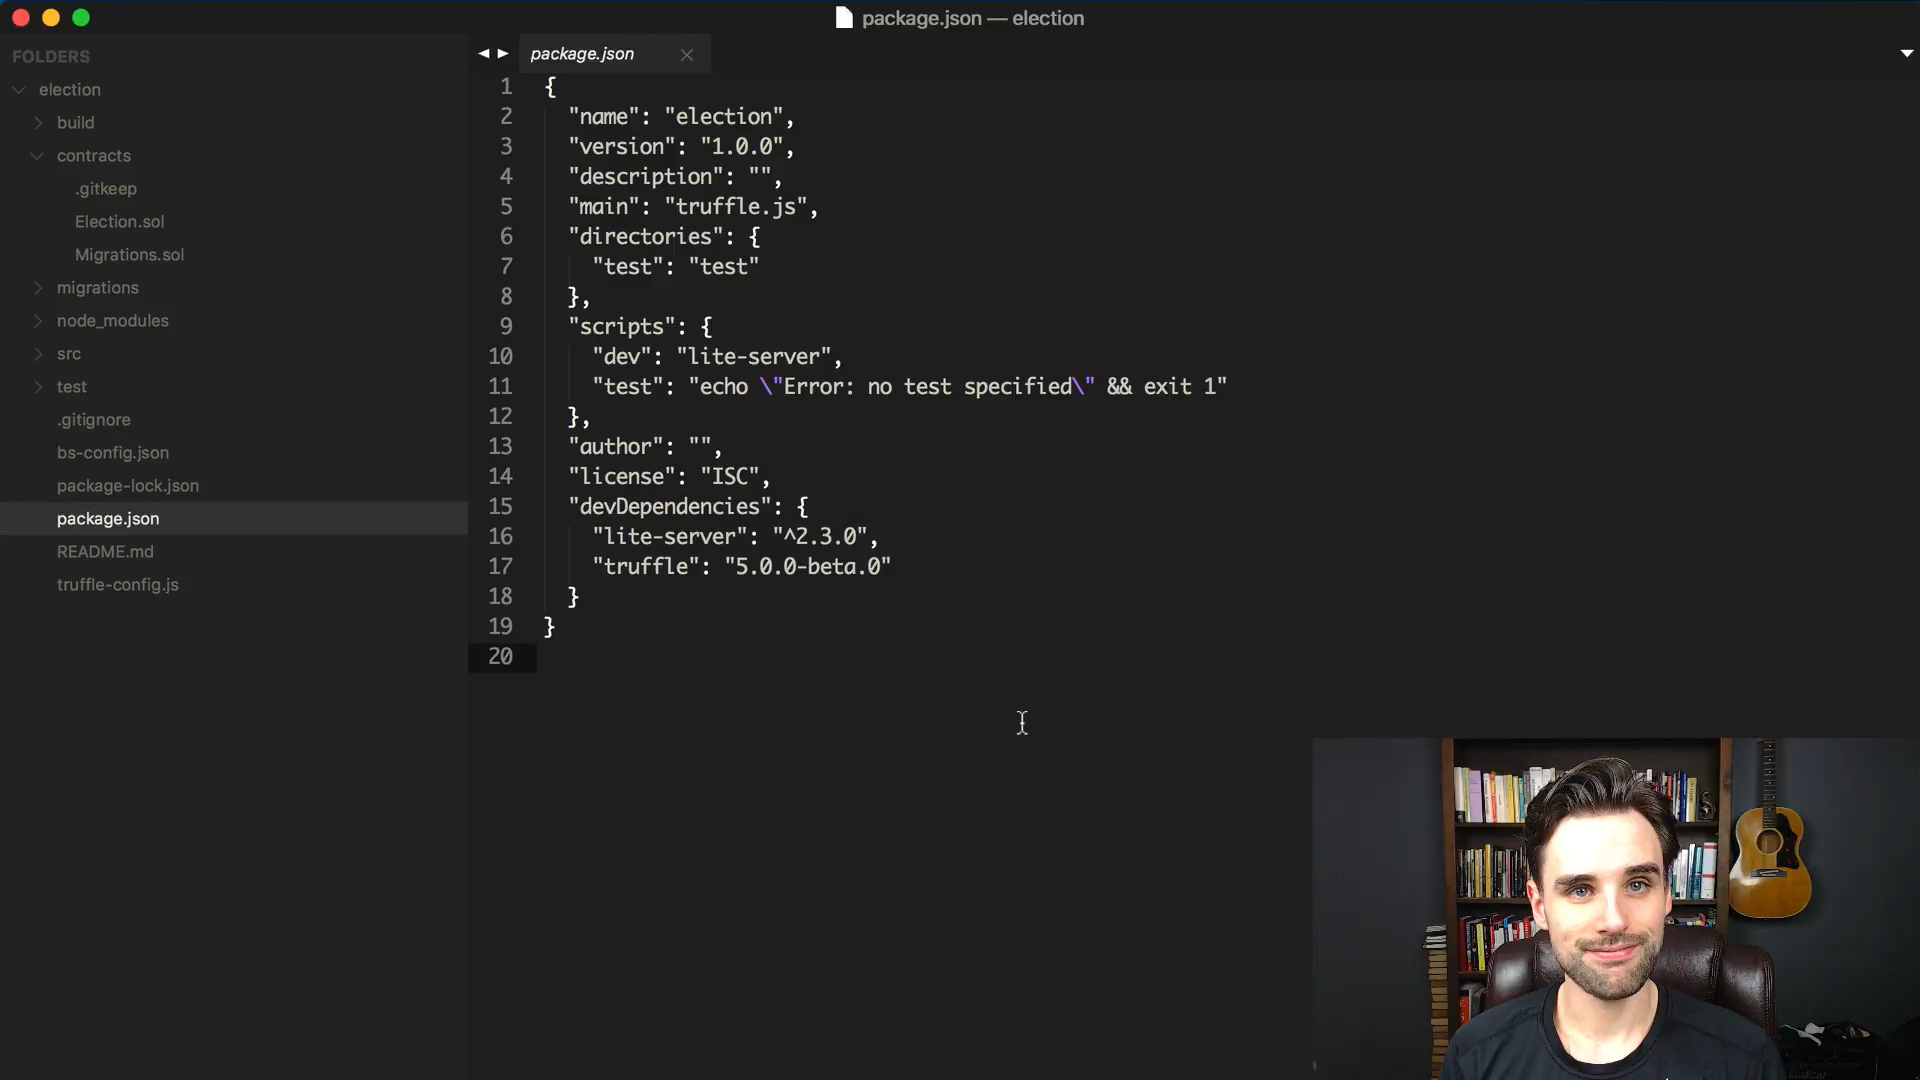 package.json — election
FOLDERS
election
build
contracts
.gitkeep
Election.sol
Migrations.sol
migrations
node_modules
src
test
.gitignore
bs-config.json
package-lock.json
package.json
README.md
truffle-config.js
package.json
1 {
2 "name": "election",
3 "version": "1.0.0",
4 "description": "",
5 "main": "truffle.js",
6 "directories": {
7 "test": "test"
8 },
9 "scripts": {
10 "dev": "lite-server",
11 "test": "echo \"Error: no test specified\" && exit 1"
12 },
13 "author": "",
14 "license": "ISC",
15 "devDependencies": {
16 "lite-server": "^2.3.0",
17 "truffle": "5.0.0-beta.0"
18 }
19 }
20